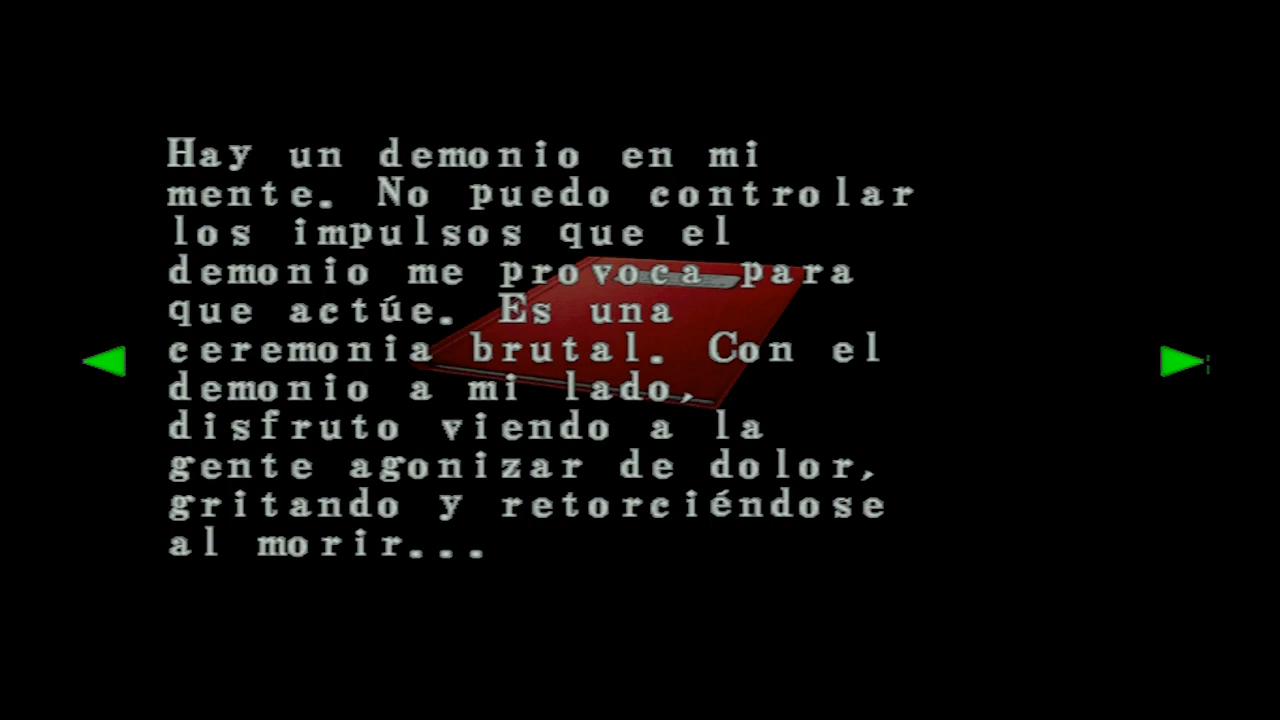 Hay un demonio en mi
mente. No puedo controlar
los impulsos que el
demonio me provoca para
que actúe. Es una
ceremonia brutal. Con el
demonio a mi lado,
disfruto viendo a la
gente agonizar de dolor,
gritando y retorciéndose
al morir...